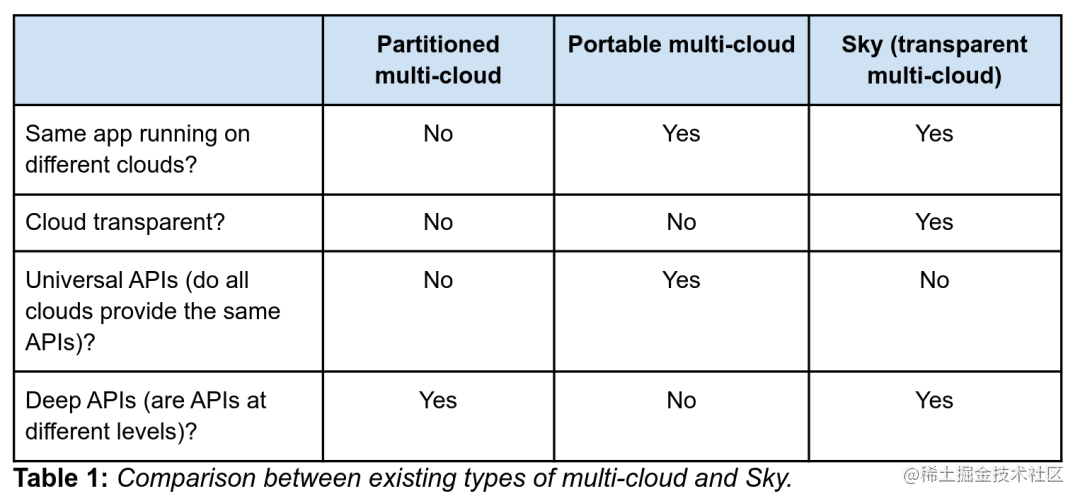 Partitioned
multi-cloud
Portable multi-cloud
Sky (transparent
multi-cloud)
Same app running on
different clouds?
No
Yes
Yes
Cloud transparent?
No
No
Yes
Universal APIs (do all
clouds provide the same
APIs)?
No
Yes
No
Deep APIs (are APIs at
different levels)?
Yes
No
Yes
Table 1: Comparison between existing types of multi-cloud and Sky.
@稀土掘金技术社区